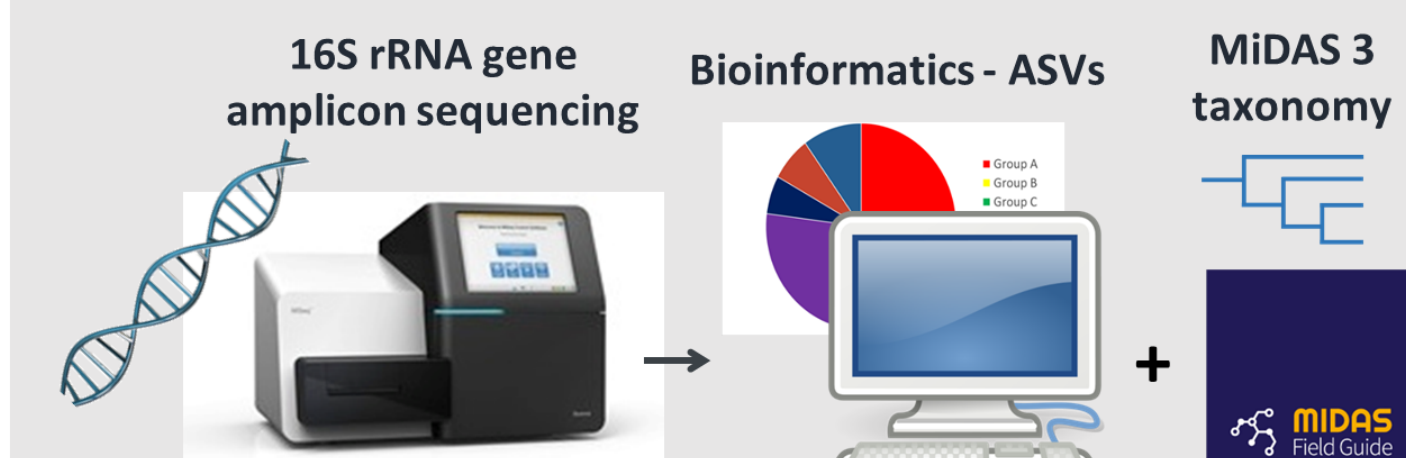 16S rRNA gene
amplicon sequencing
Bioinformatics - ASVs
MiDAS 3
taxonomy
Group A
Group B
Group C
MIDAS
Field Guide